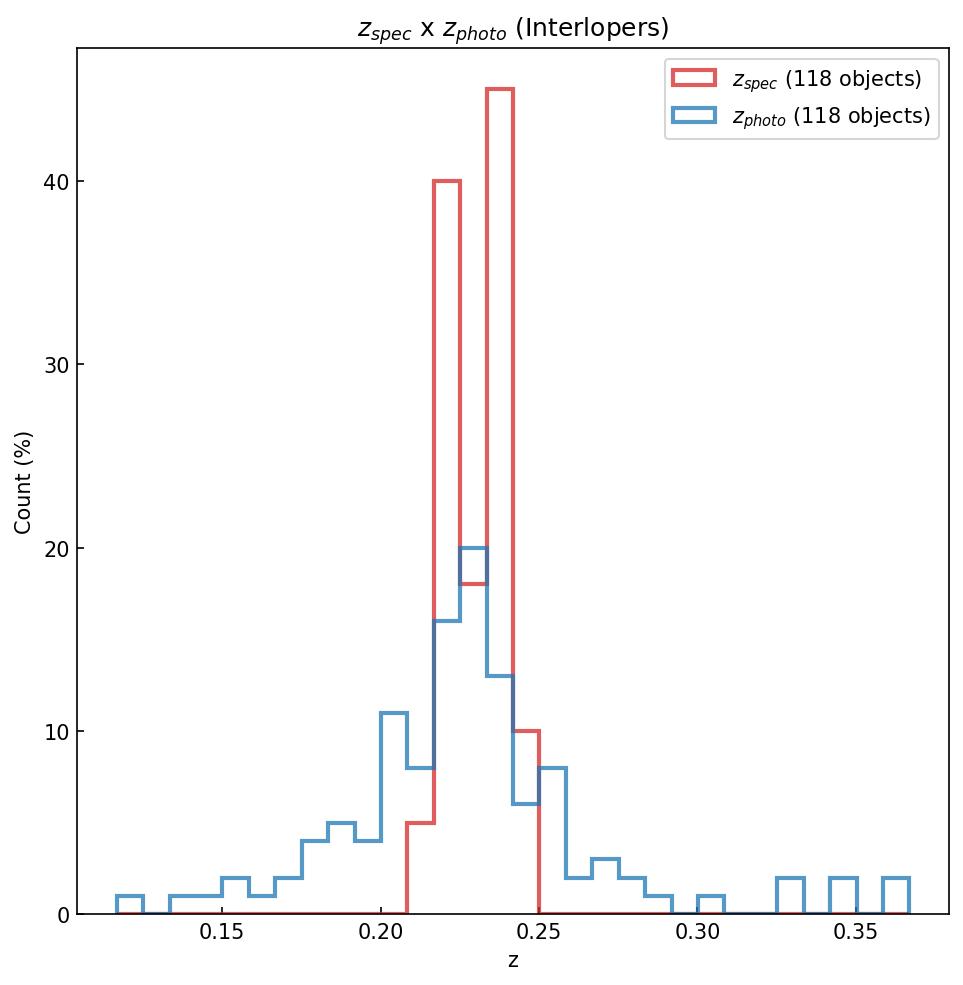 z_spec x z_photo (Interlopers)
z_spec (118 objects)
z_photo (118 objects)
Count (%)
40
30
20
10
0
0.15 0.20 0.25 0.30 0.35
z